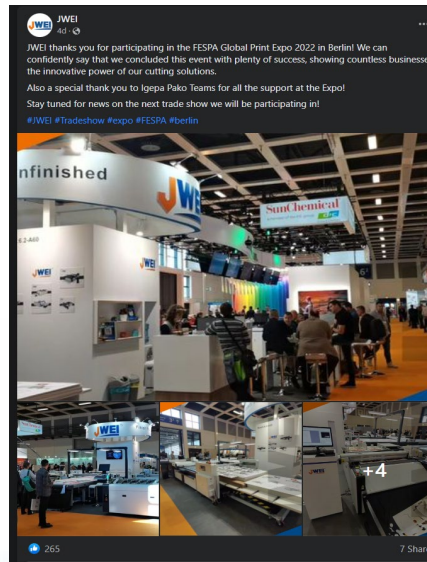 JWEI
4d
JWEI thanks you for participating in the FESPA Global Print Expo 2022 in Berlin! We can
confidently say that we concluded this event with plenty of success, showing countless businesse
the innovative power of our cutting solutions.
Also a special thank you to Igepa Pako Teams for all the support at the Expo!
Stay tuned for news on the next trade show we will be participating in!
#JWEI #Tradeshow #expo #FESPA #berlin
nfinished
JWEI
SunChemical
JWEI
JWEI
JWEI
+4
265
7 Share